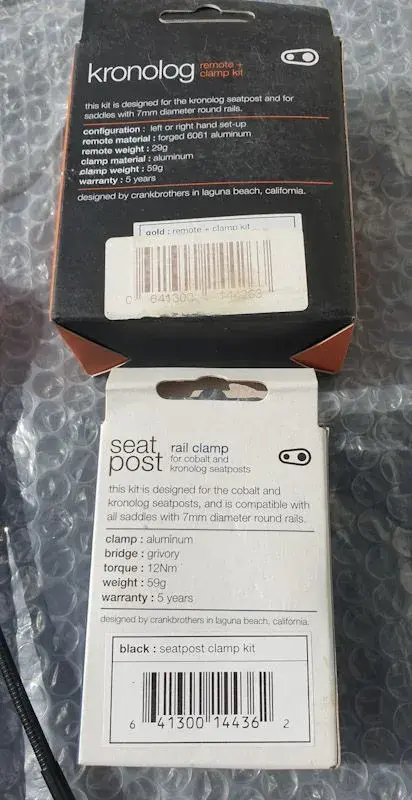 kronolog remote +
clamp kit
this kit is designed for the kronolog seatpost and for
saddles with 7mm diameter round rails.
configuration : left or right hand set-up
remote material : forged 6061 aluminum
remote weight : 29g
clamp material : aluminum
clamp weight : 59g
warranty : 5 years
designed by crankbrothers in laguna beach, california.
gold : remote + clamp kit
0 641300 144263
seat
post
rail clamp
for cobalt and
kronolog seatposts
this kit is designed for the cobalt and
kronolog seatposts, and is compatible with
all saddles with 7mm diameter round rails.
clamp : aluminum
bridge : grivory
torque : 12Nm
weight : 59g
warranty : 5 years
designed by crankbrothers in laguna beach, california.
black : seatpost clamp kit
6 41300 14436 2